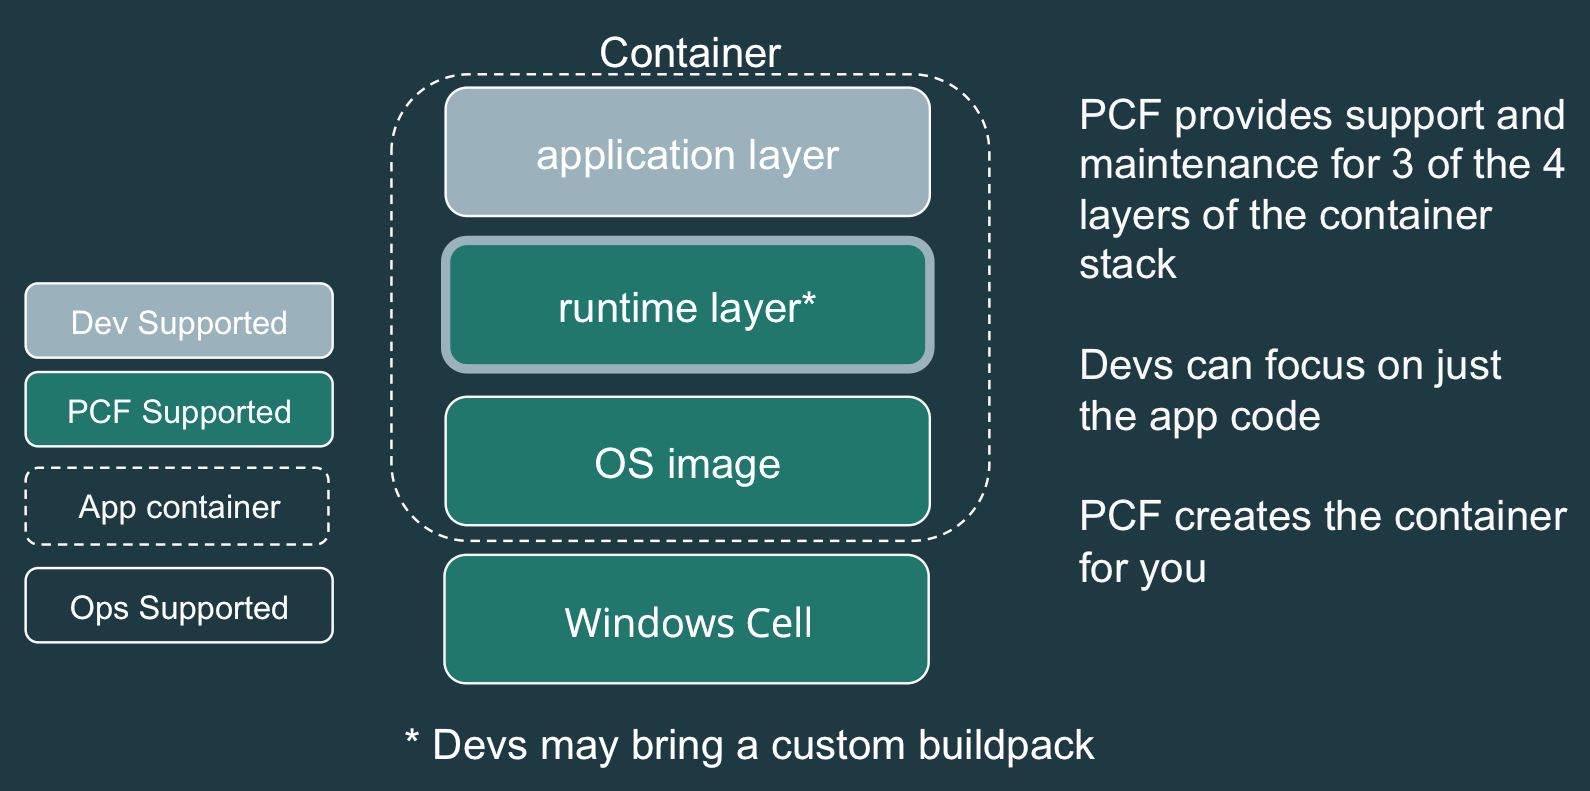 Container
application layer
runtime layer*
OS image
Windows Cell
* Devs may bring a custom buildpack
Dev Supported
PCF Supported
App container
Ops Supported
PCF provides support and
maintenance for 3 of the 4
layers of the container
stack
Devs can focus on just
the app code
PCF creates the container
for you